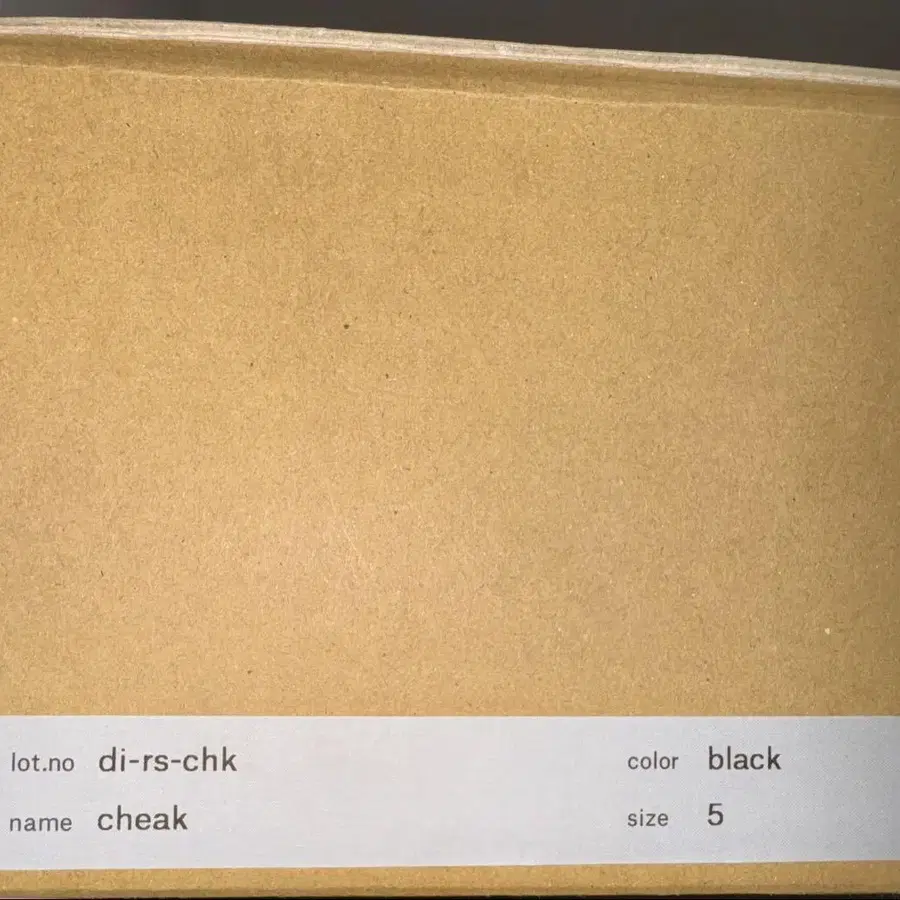 lot.no di-rs-chk color black
name cheak size 5